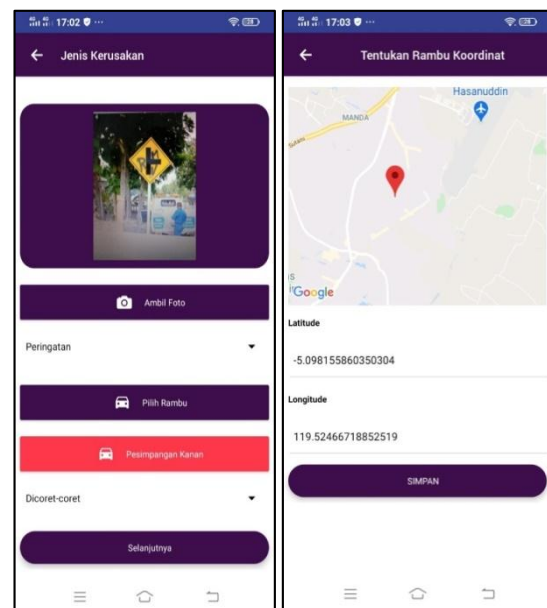 17:02
Jenis Kerusakan
Ambil Foto
Peringatan
Pilih Rambu
Pesimpangan Kanan
Dicoret-coret
Selanjutnya
17:03
Tentukan Rambu Koordinat
Hasanuddin
MANDA
Google
Latitude
-5.098155860350304
Longitude
119.52466718852519
SIMPAN